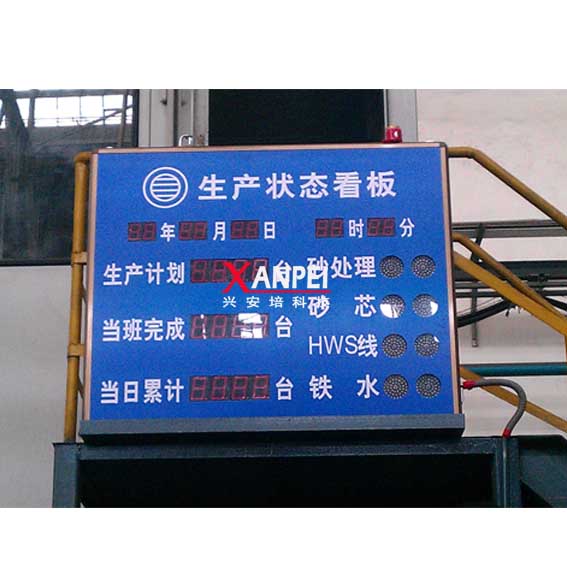 生产状态看板
年 月 日 时 分
生产计划 台 砂处理
XANPEI
兴安培科技
当班完成 台 砂 芯
HWS线
当日累计 台 铁 水